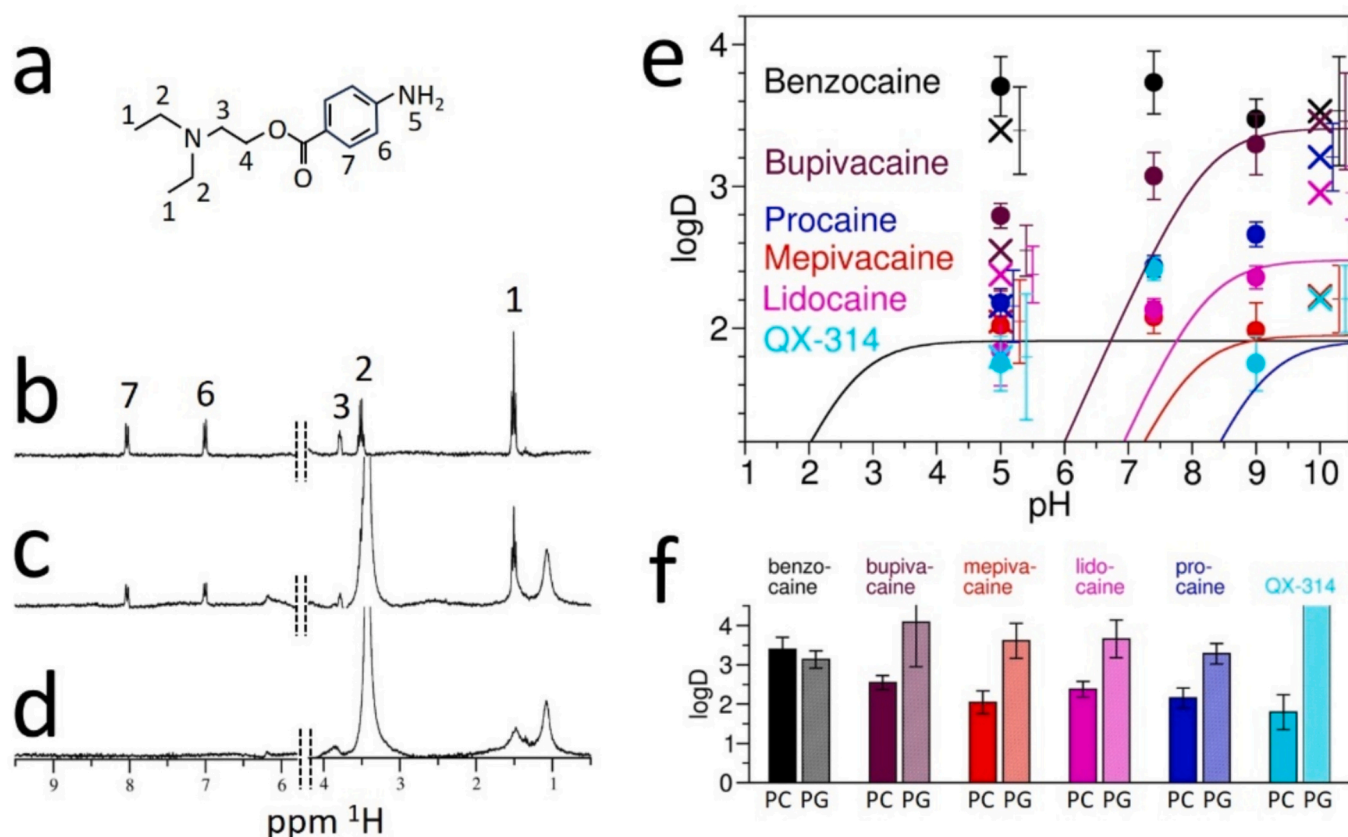 a
1
2
3
N
O
NH₂
5
1
2
4
O
7
6
b
7
6
3
2
1
c
d
9
8
7
6
5
4
3
2
1
ppm ¹H
e
4
3
2
logD
Benzocaine
Bupivacaine
Procaine
Mepivacaine
Lidocaine
QX-314
1
2
3
4
5
6
7
8
9
10
pH
f
benzo-
caine
bupiva-
caine
mepiva-
caine
lido-
caine
pro-
caine
QX-314
4
3
2
1
0
logD
PC PG
PC PG
PC PG
PC PG
PC PG
PC PG